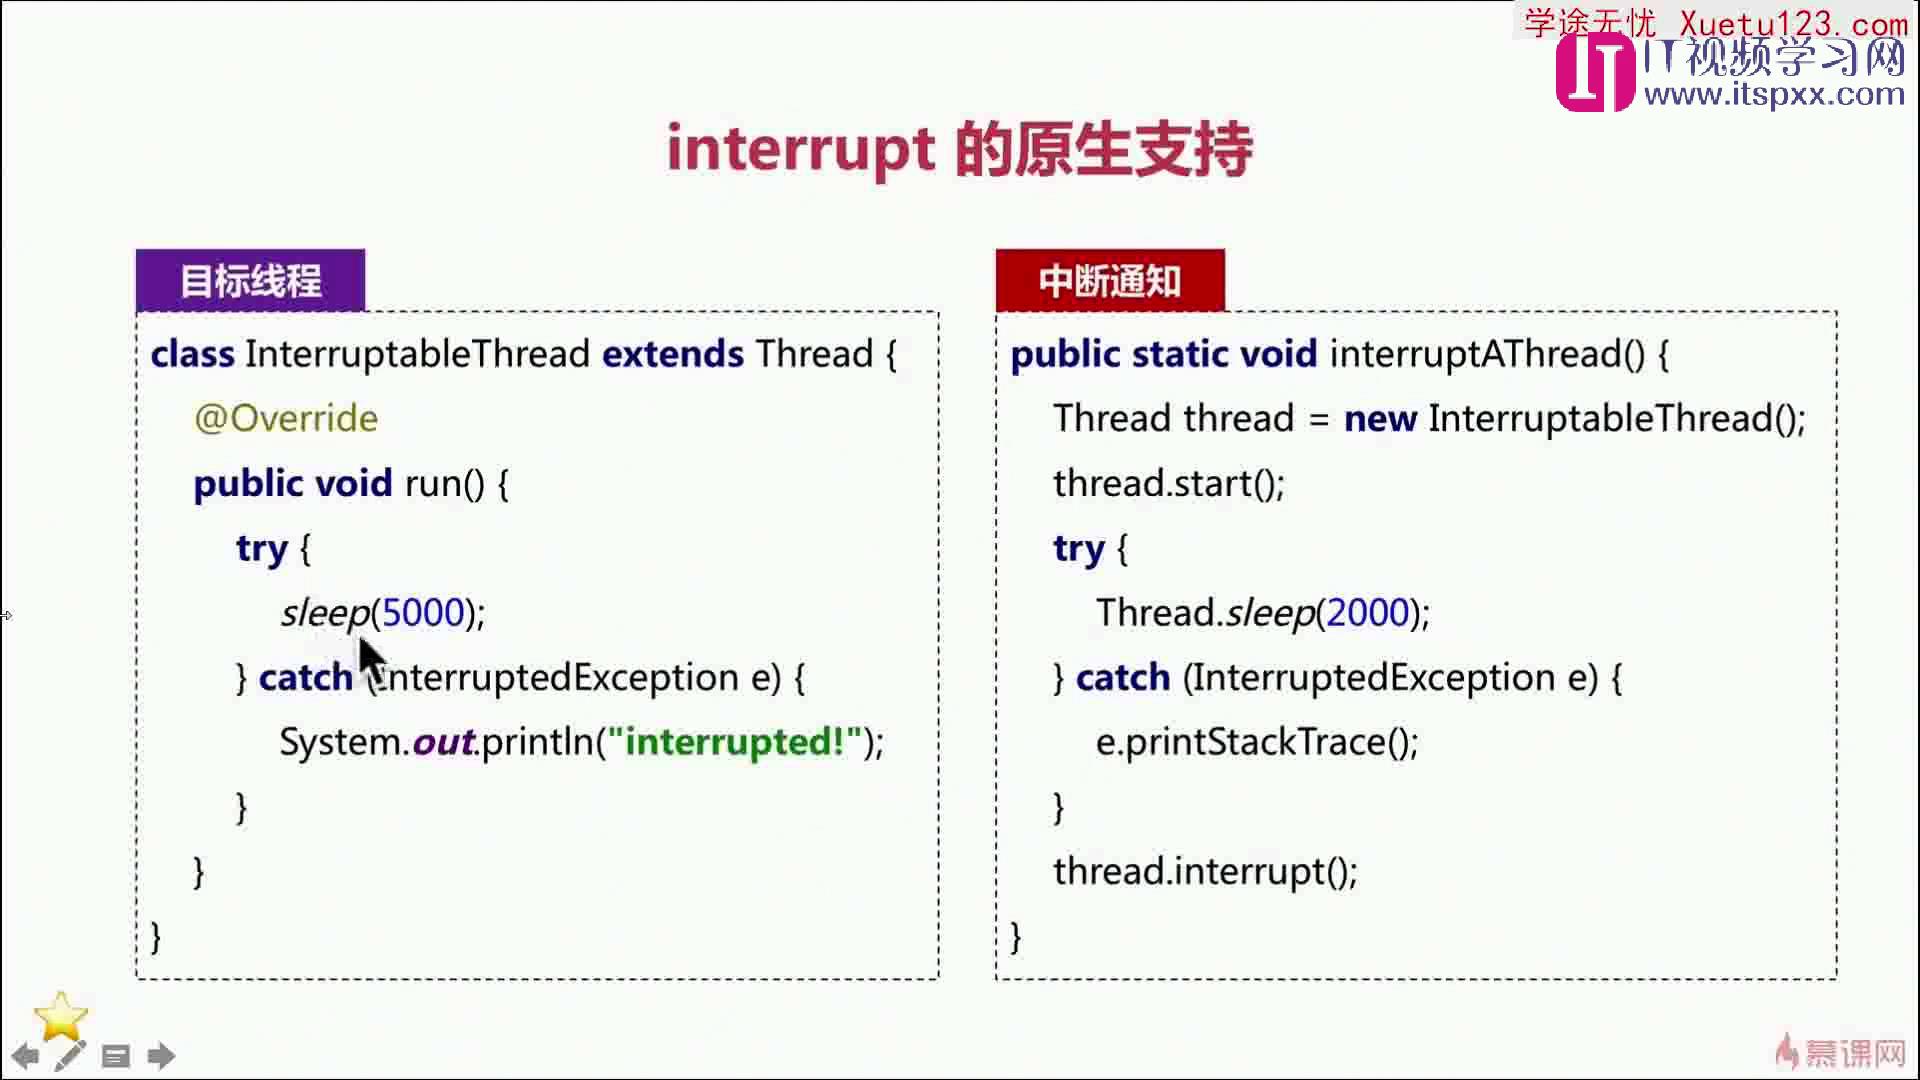 学途无忧 Xuetu123.com
IT视频学习网
www.itspxx.com
interrupt 的原生支持
目标线程
class InterruptableThread extends Thread {
@Override
public void run() {
try {
sleep(5000);
} catch (InterruptedException e) {
System.out.println("interrupted!");
}
}
}
中断通知
public static void interruptAThread() {
Thread thread = new InterruptableThread();
thread.start();
try {
Thread.sleep(2000);
} catch (InterruptedException e) {
e.printStackTrace();
}
thread.interrupt();
}
慕课网